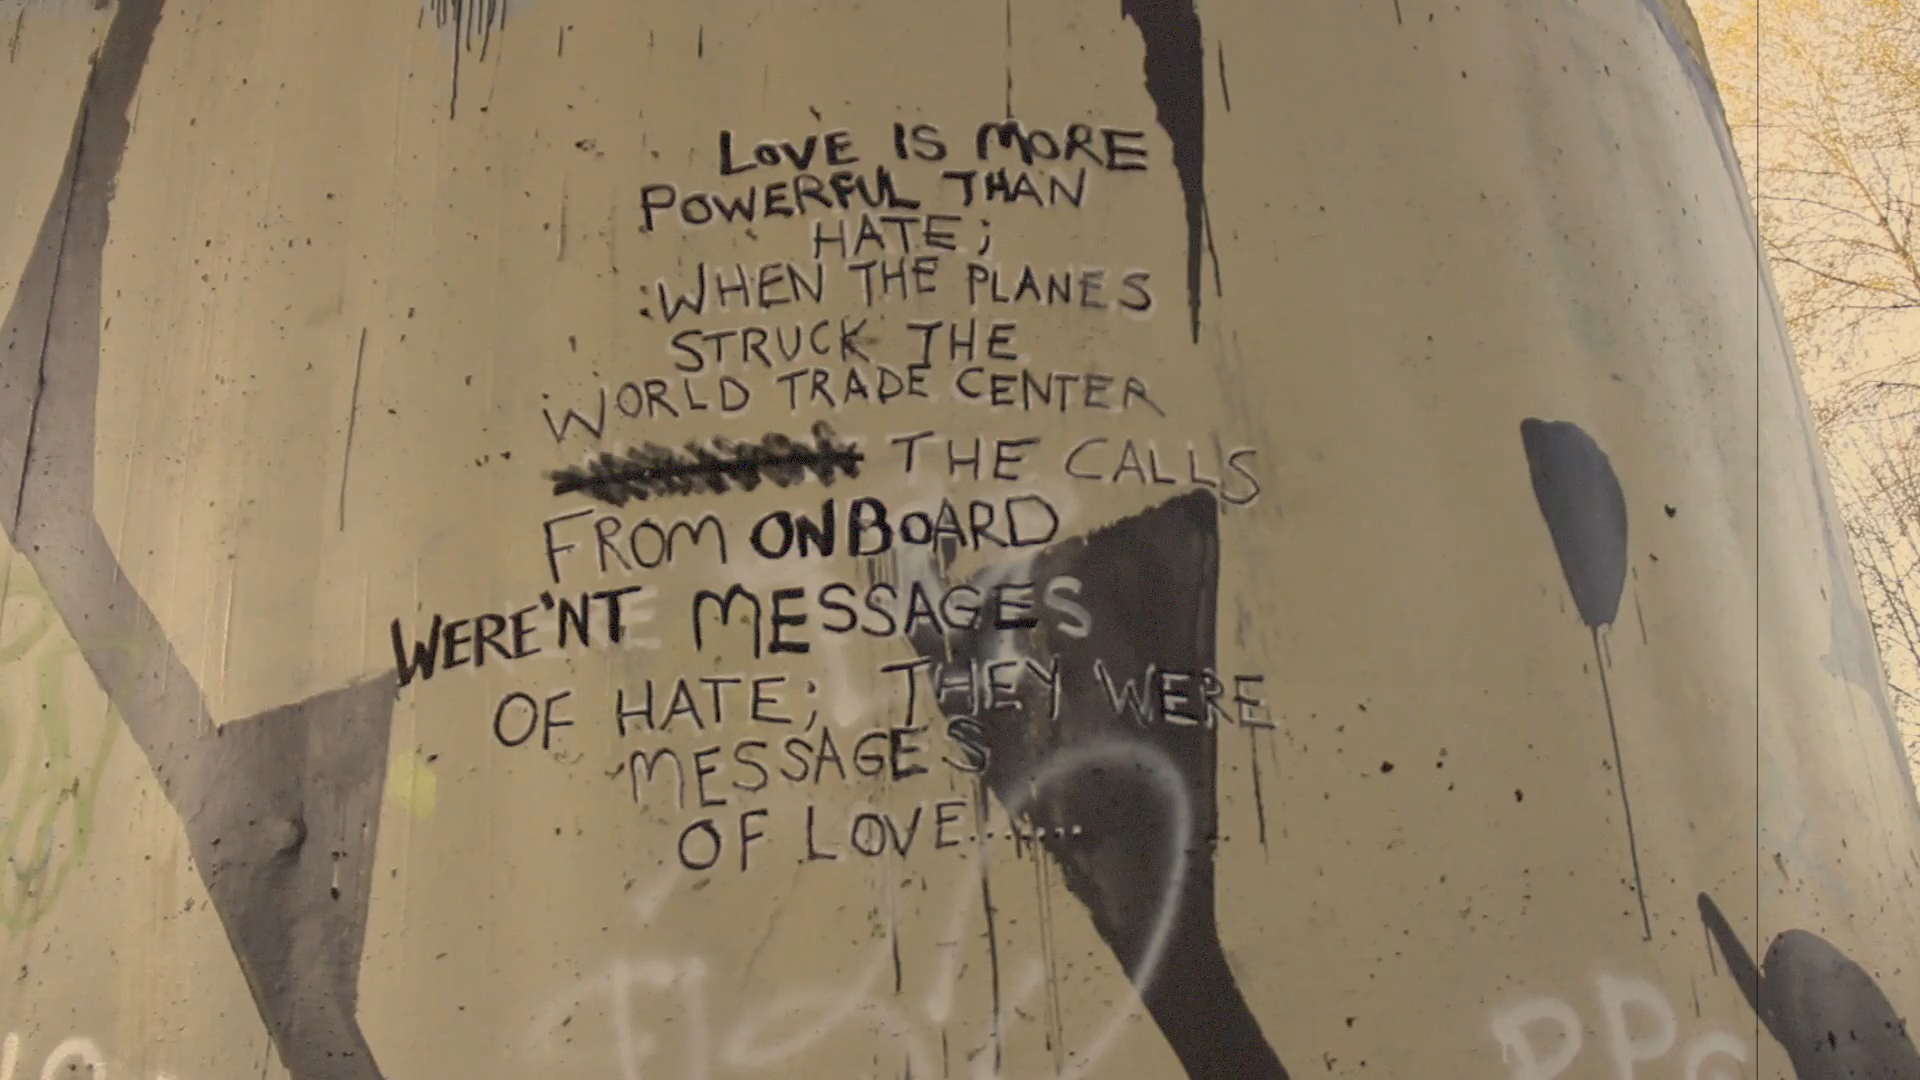 LOVE IS MORE
POWERFUL THAN
HATE;
:WHEN THE PLANES
STRUCK THE
WORLD TRADE CENTER
THE CALLS
FROM ONBOARD
WERE'NT MESSAGES
OF HATE; THEY WERE
MESSAGES
OF LOVE.......